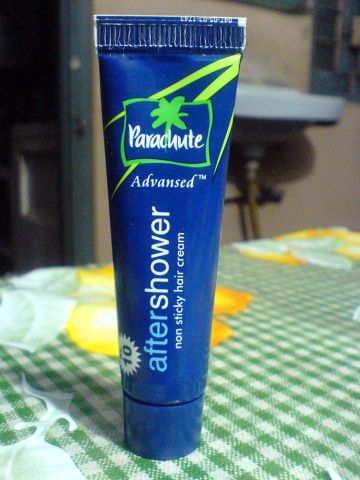 Parachute
Advansed™
aftershower
non sticky hair cream